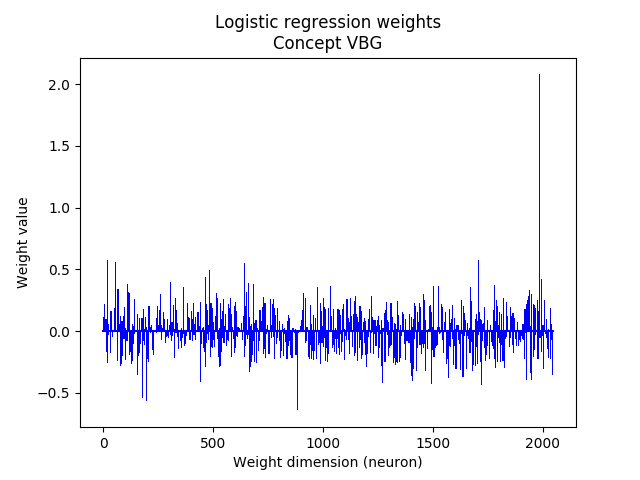 Logistic regression weights
Concept VBG
2.0
1.5
1.0
0.5
0.0
−0.5
Weight value
0 500 1000 1500 2000
Weight dimension (neuron)